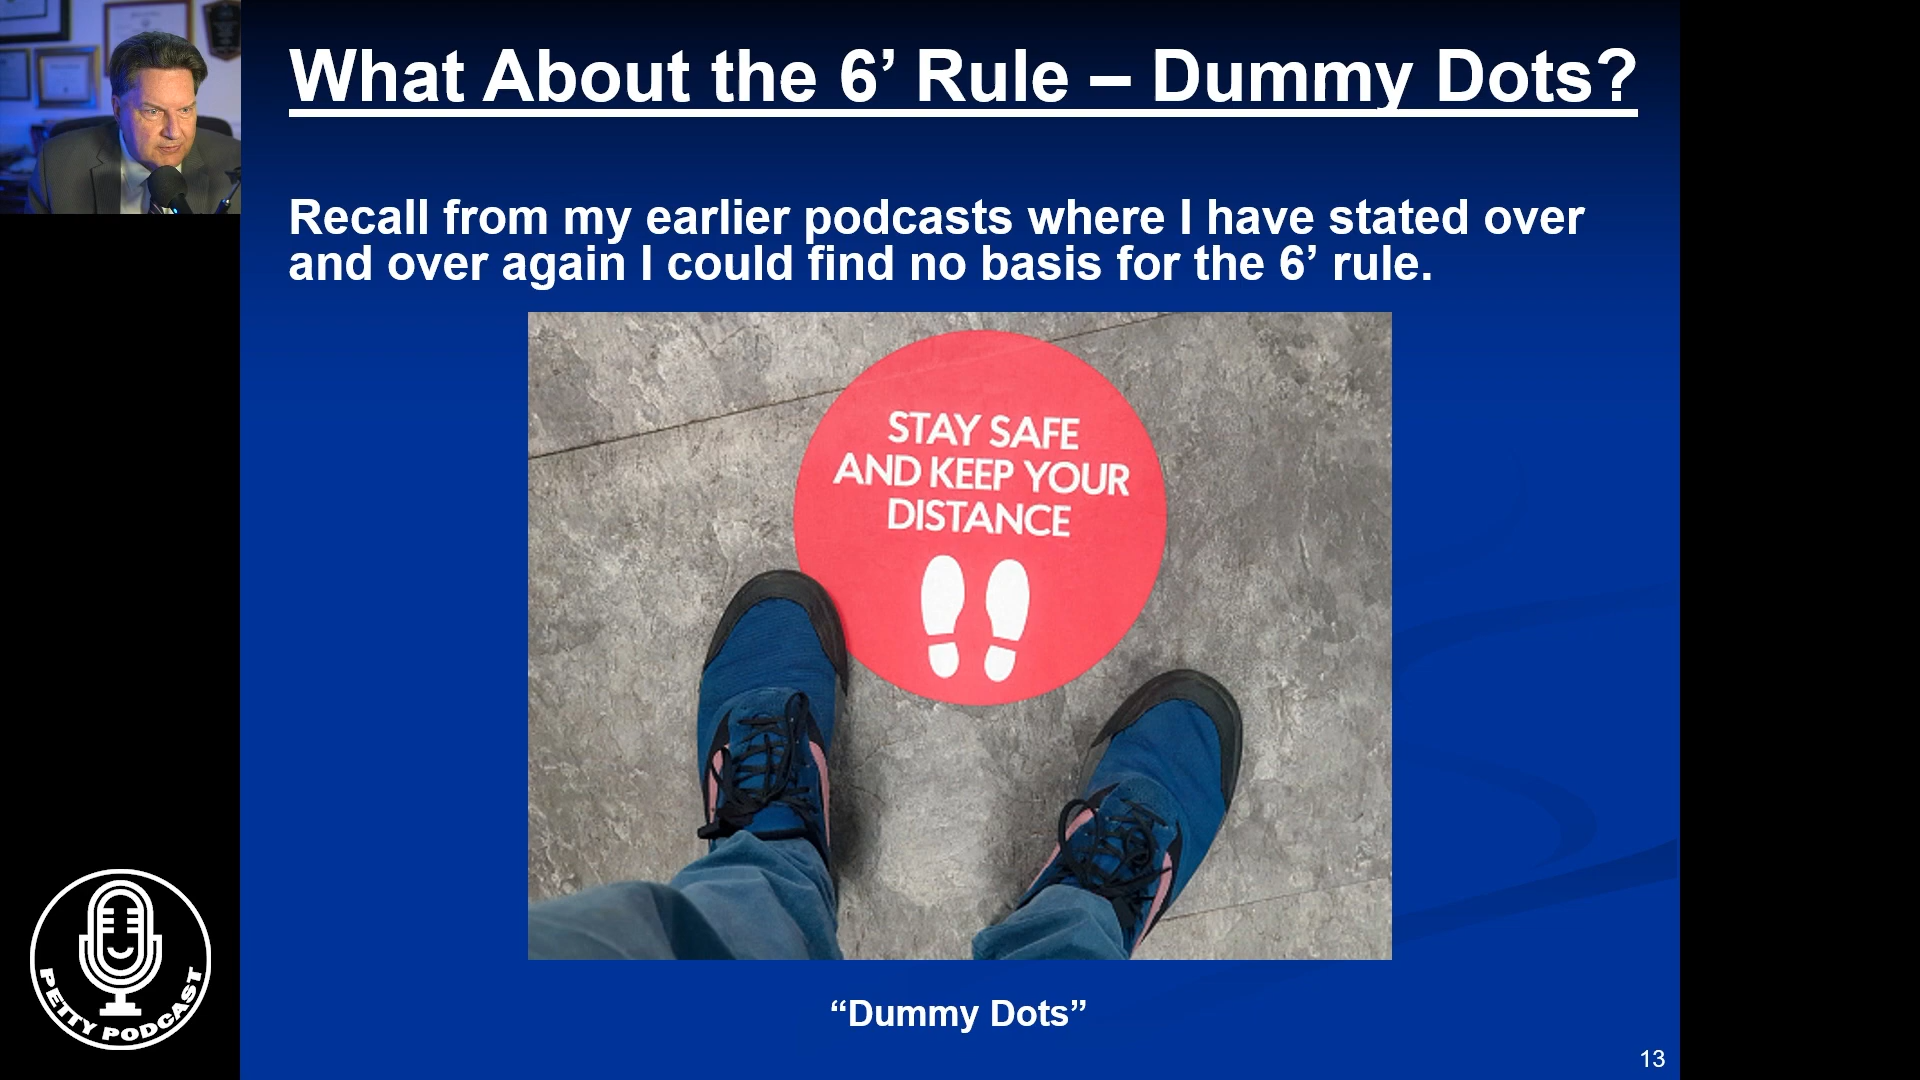 What About the 6’ Rule – Dummy Dots?
Recall from my earlier podcasts where I have stated over
and over again I could find no basis for the 6’ rule.
STAY SAFE
AND KEEP YOUR
DISTANCE
“Dummy Dots”
13
PETTY PODCAST